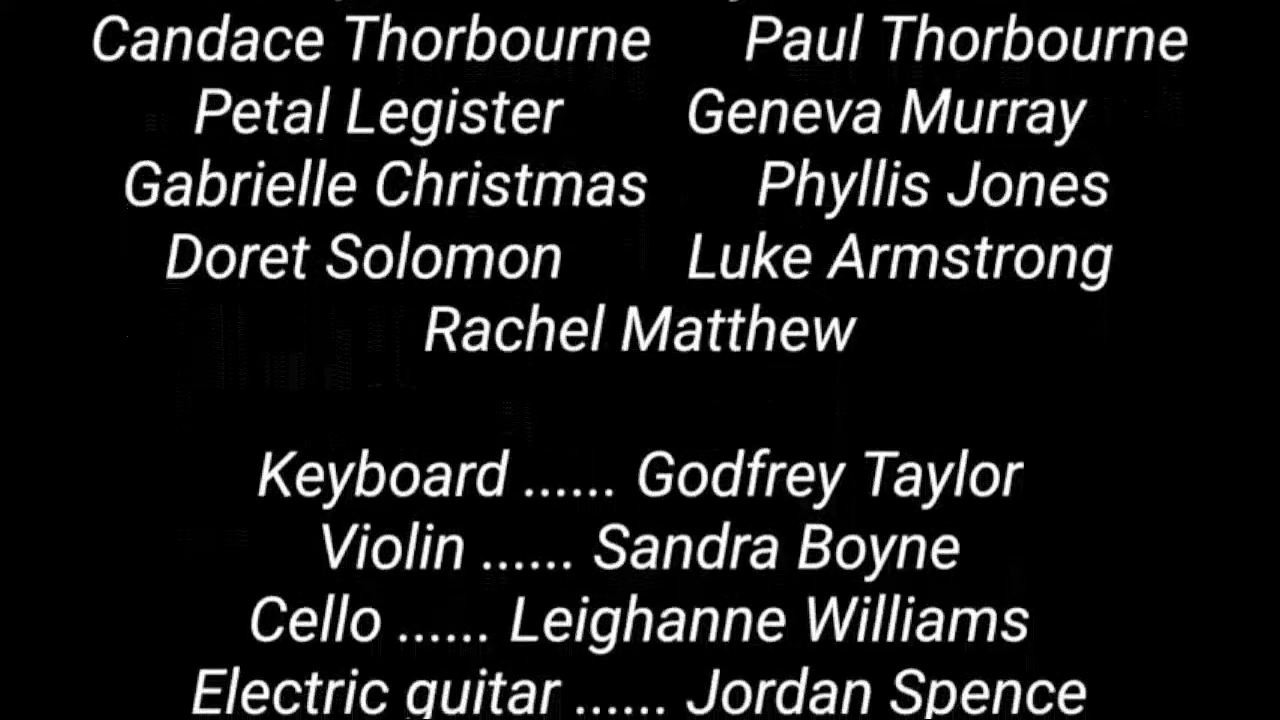 Candace Thorbourne Paul Thorbourne
Petal Legister Geneva Murray
Gabrielle Christmas Phyllis Jones
Doret Solomon Luke Armstrong
Rachel Matthew
Keyboard ...... Godfrey Taylor
Violin ...... Sandra Boyne
Cello ...... Leighanne Williams
Electric guitar ...... Jordan Spence